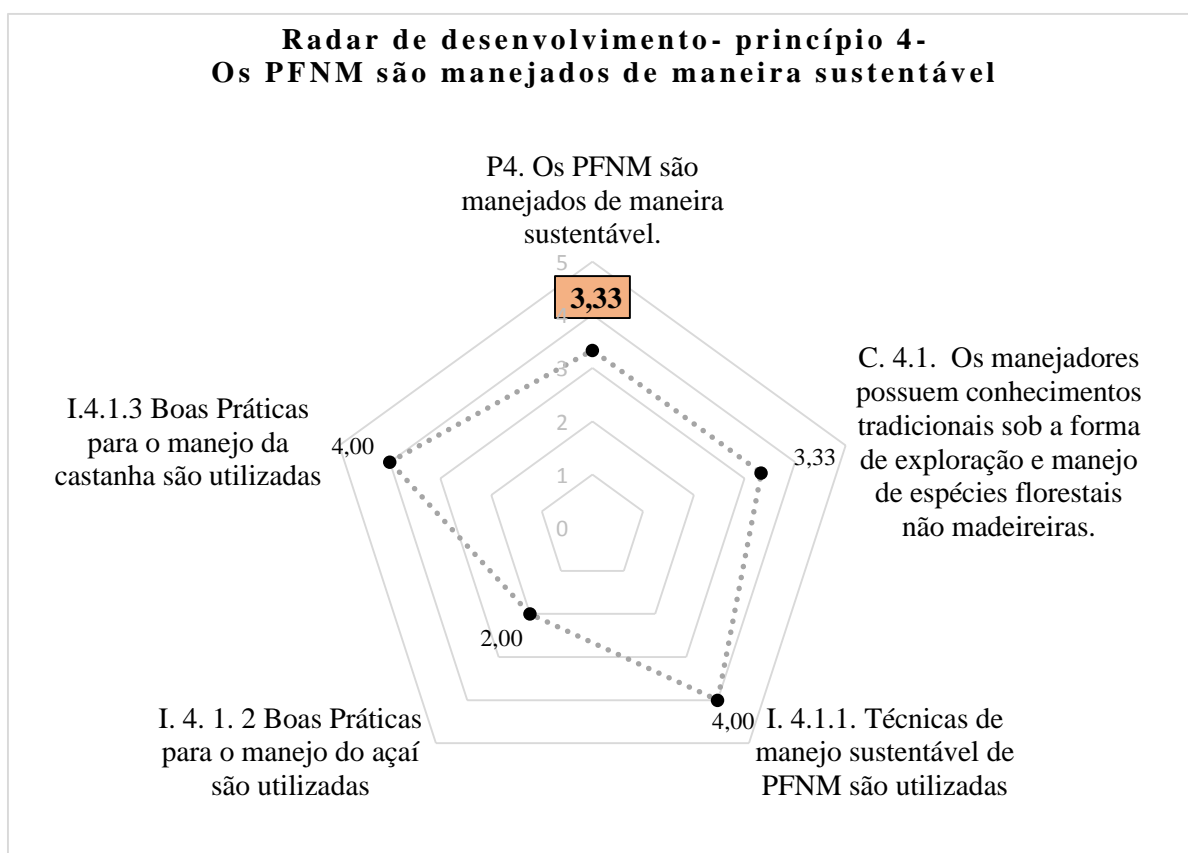 Radar de desenvolvimento- princípio 4-
Os PFNM são manejados de maneira sustentável
P4. Os PFNM são
manejados de maneira
sustentável.
5
3,33
4
3
2
1
0
C. 4.1. Os manejadores
possuem conhecimentos
tradicionais sob a forma
de exploração e manejo
de espécies florestais
não madeireiras.
3,33
I. 4.1.1. Técnicas de
manejo sustentável de
PFNM são utilizadas
4,00
I. 4. 1. 2 Boas Práticas
para o manejo do açaí
são utilizadas
2,00
I.4.1.3 Boas Práticas
para o manejo da
castanha são utilizadas
4,00